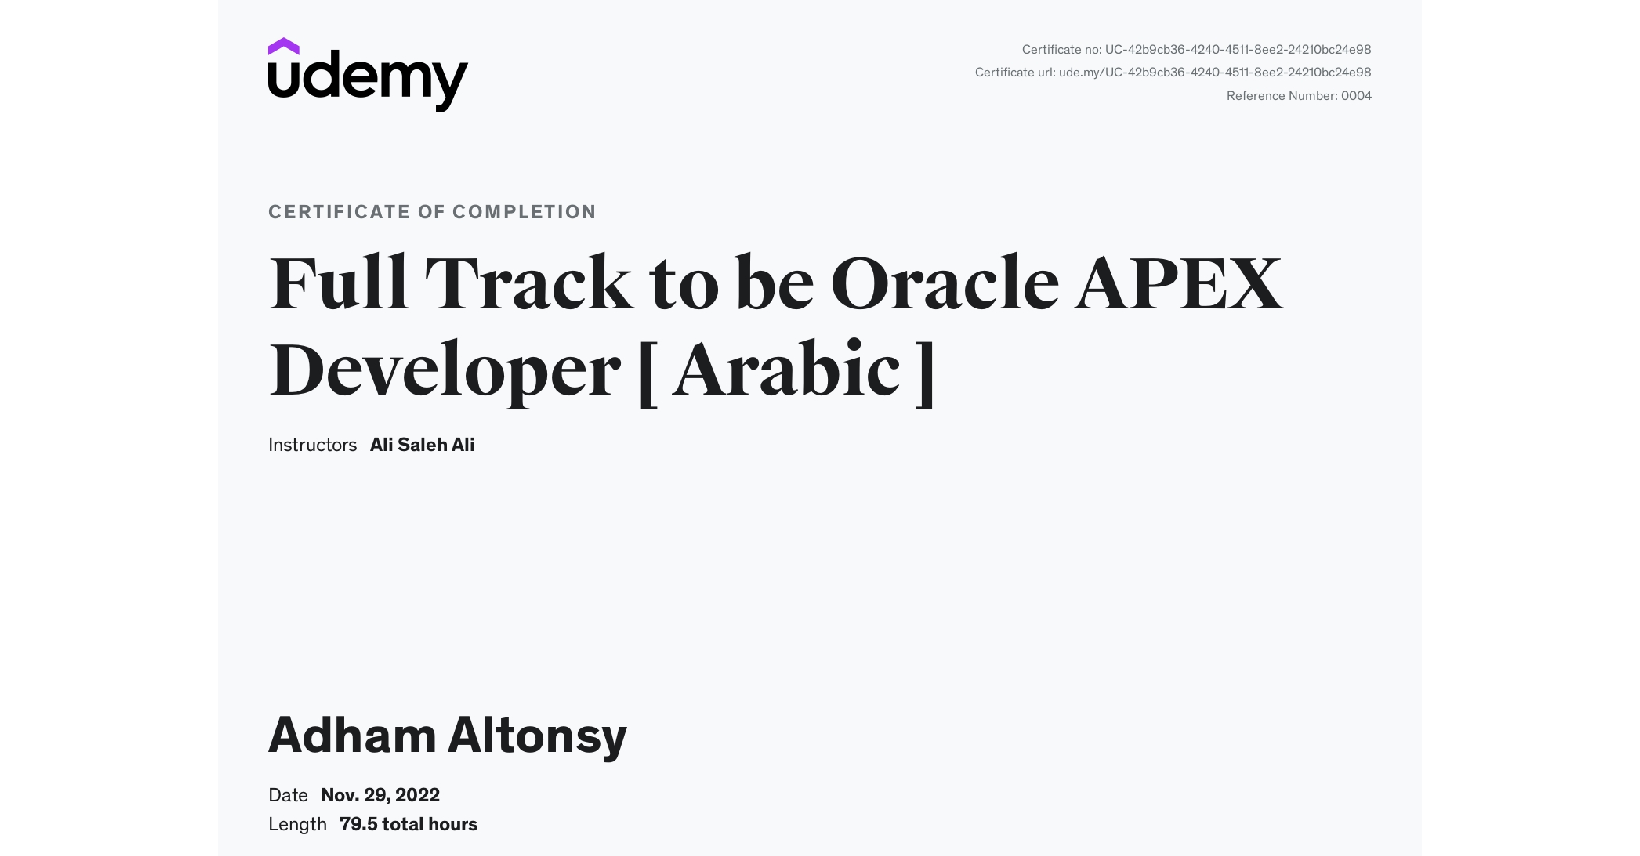 udemy
Certificate no: UC-42b9cb36-4240-4511-8ee2-24210bc24e98
Certificate url: ude.my/UC-42b9cb36-4240-4511-8ee2-24210bc24e98
Reference Number: 0004
CERTIFICATE OF COMPLETION
Full Track to be Oracle APEX
Developer [ Arabic ]
Instructors Ali Saleh Ali
Adham Altonsy
Date Nov. 29, 2022
Length 79.5 total hours